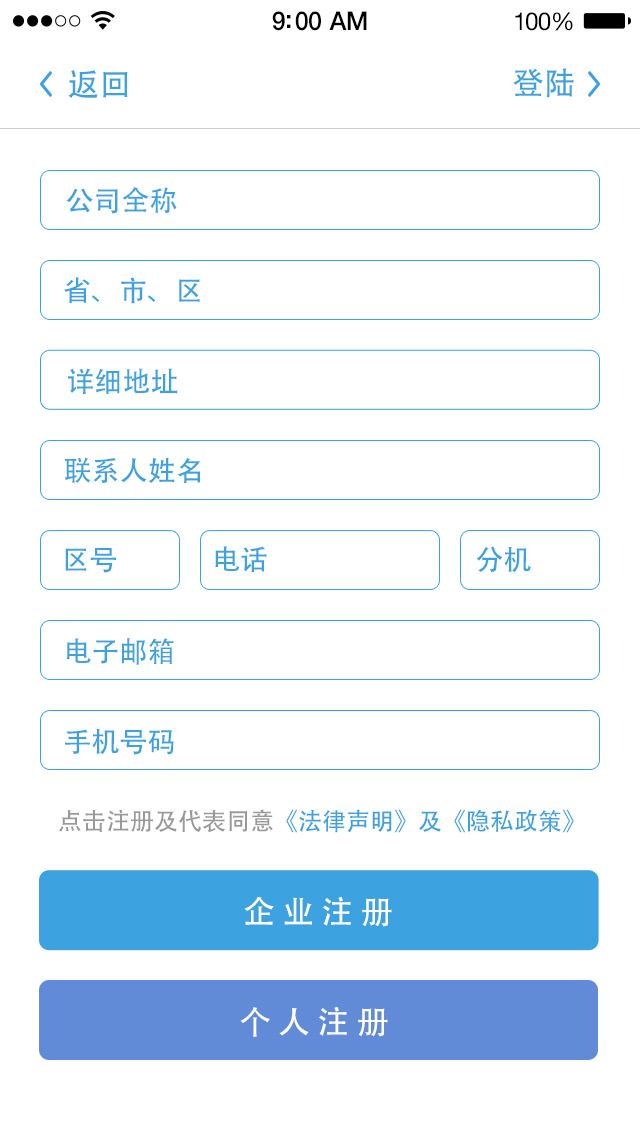 9:00 AM 100%
返回 登陆
公司全称
省、市、区
详细地址
联系人姓名
区号 电话 分机
电子邮箱
手机号码
点击注册及代表同意《法律声明》及《隐私政策》
企业注册
个人注册